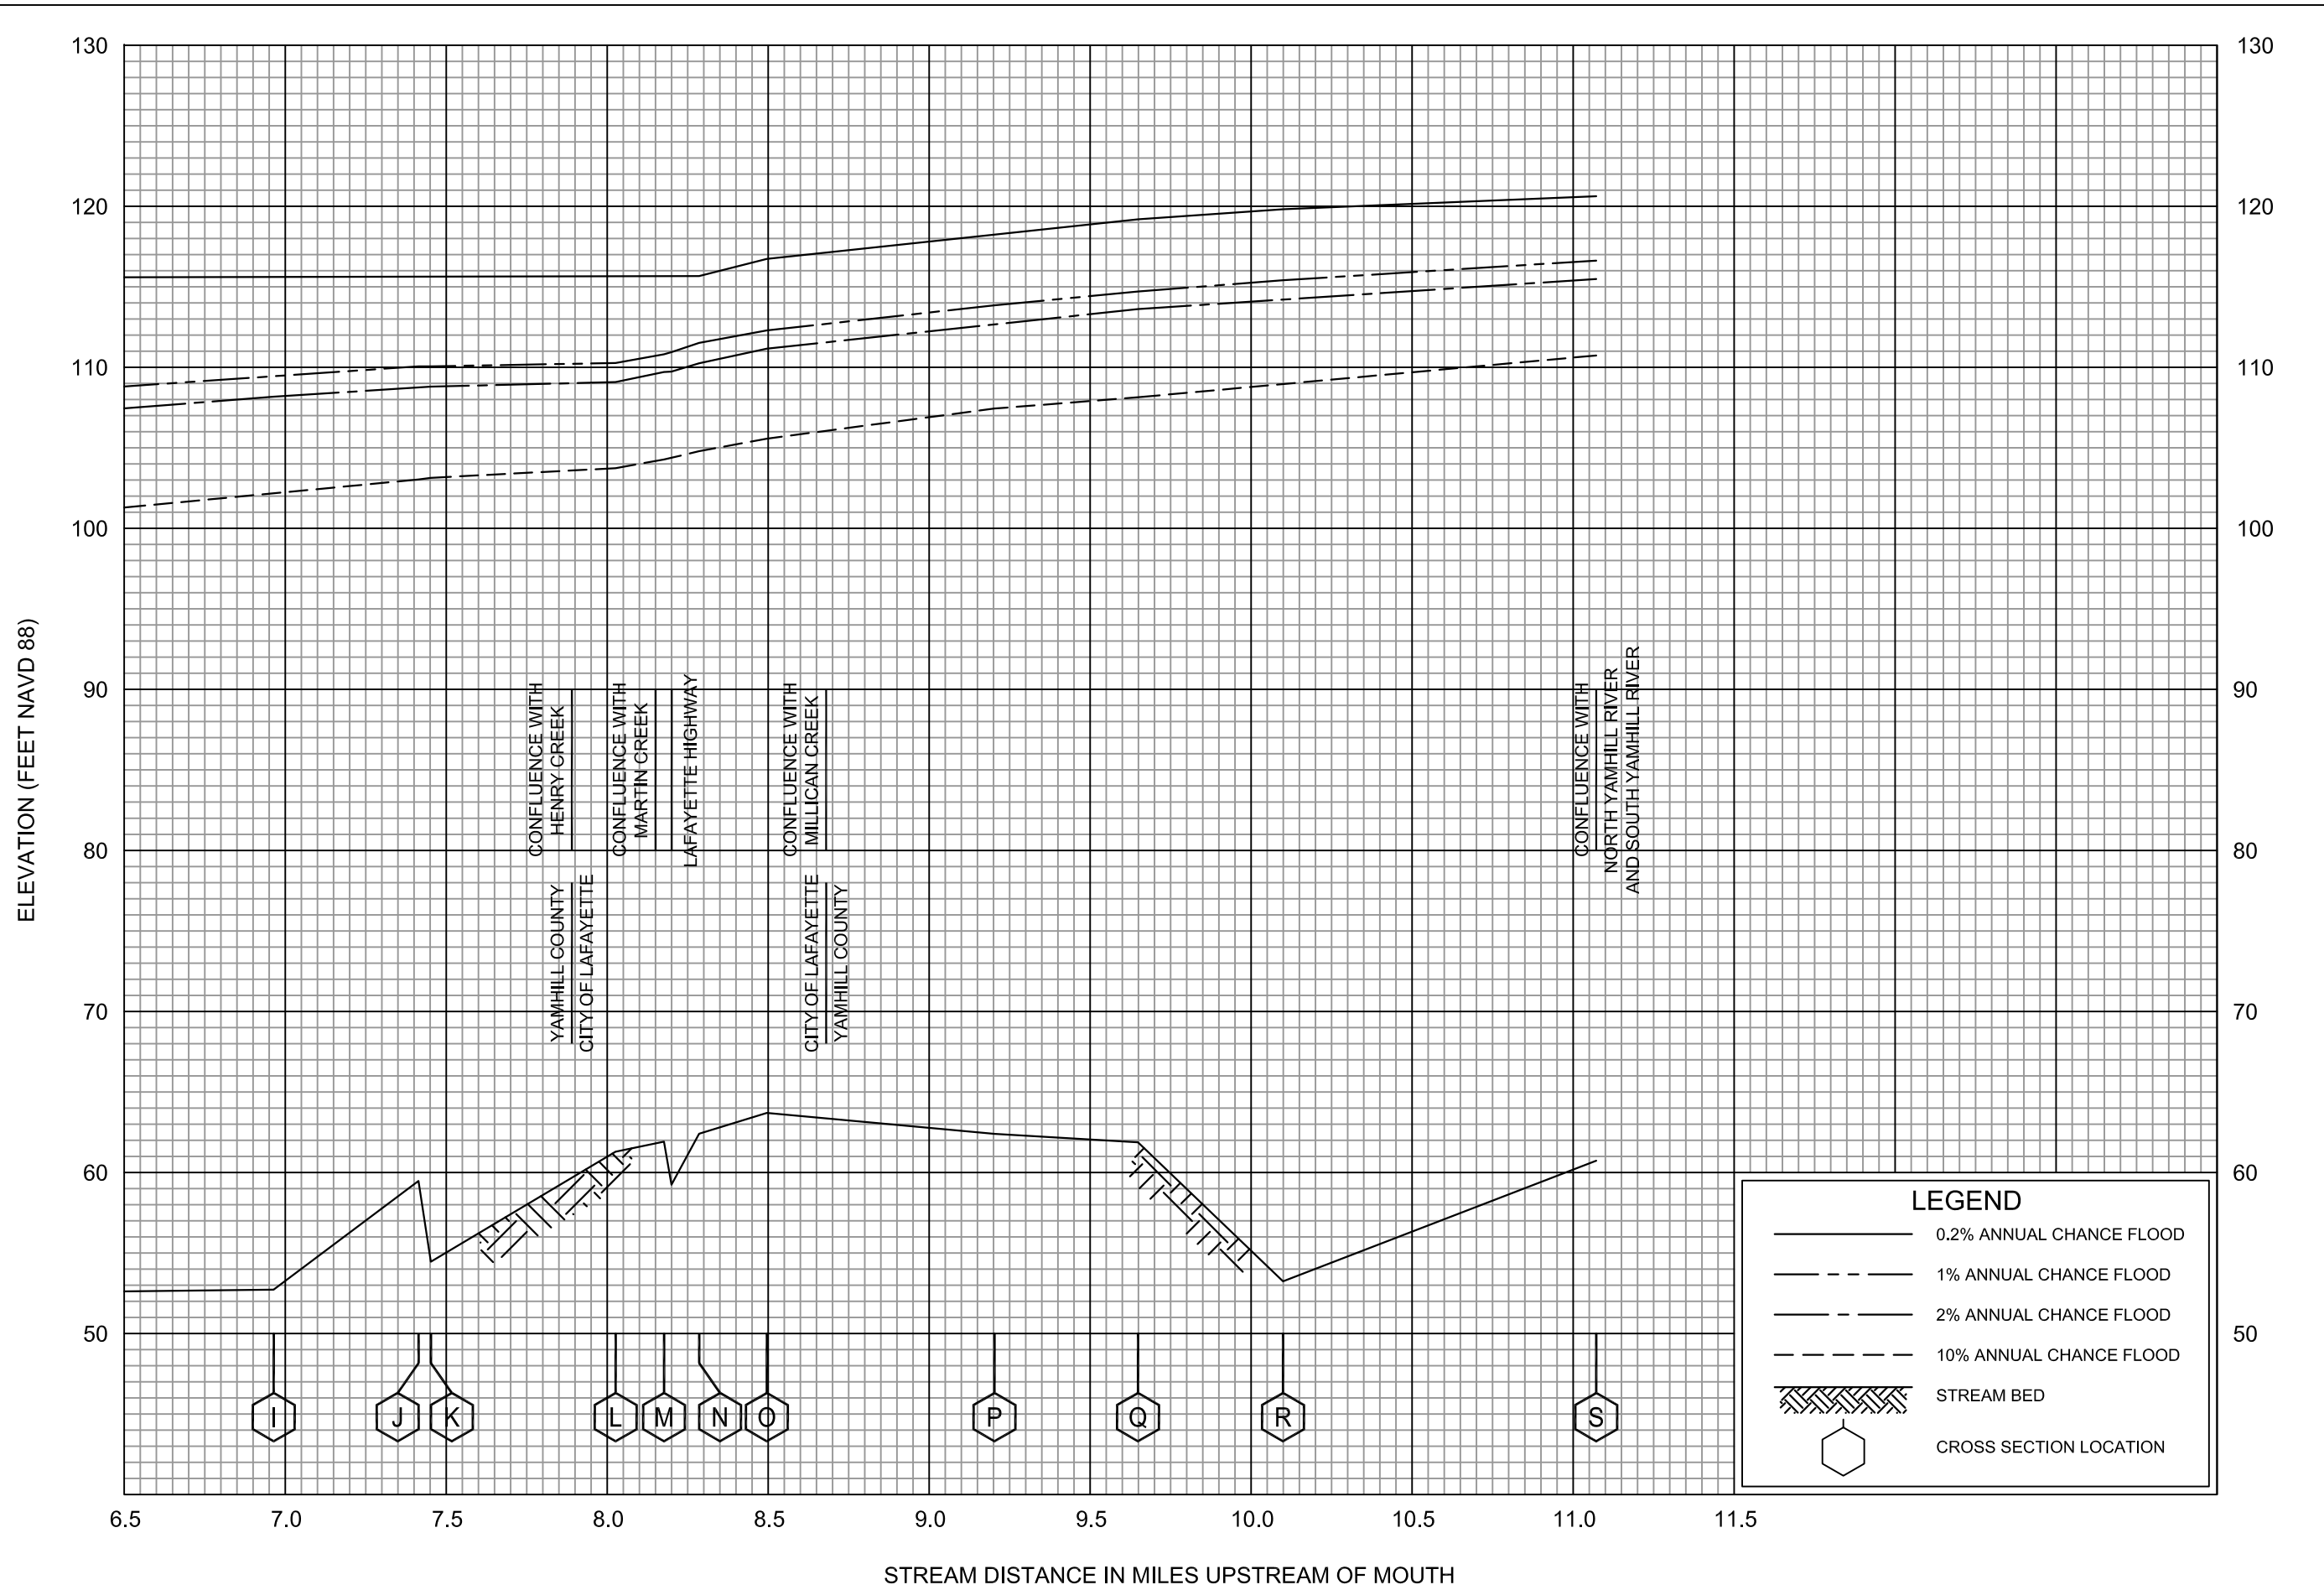 130
130
120
120
110
110
100
100
90
90
80
80
70
70
60
60
50
50
ELEVATION (FEET NAVD 88)
CONFLUENCE WITH
HENRY CREEK
CONFLUENCE WITH
MARTIN CREEK
LAFAYETTE HIGHWAY
CONFLUENCE WITH
MILLICAN CREEK
CONFLUENCE WITH
NORTH YAMHILL RIVER
AND SOUTH YAMHILL RIVER
YAMHILL COUNTY
CITY OF LAFAYETTE
CITY OF LAFAYETTE
YAMHILL COUNTY
I
J
K
L
M
N
O
P
Q
R
S
LEGEND
0.2% ANNUAL CHANCE FLOOD
1% ANNUAL CHANCE FLOOD
2% ANNUAL CHANCE FLOOD
10% ANNUAL CHANCE FLOOD
STREAM BED
CROSS SECTION LOCATION
6.5 7.0 7.5 8.0 8.5 9.0 9.5 10.0 10.5 11.0 11.5
STREAM DISTANCE IN MILES UPSTREAM OF MOUTH